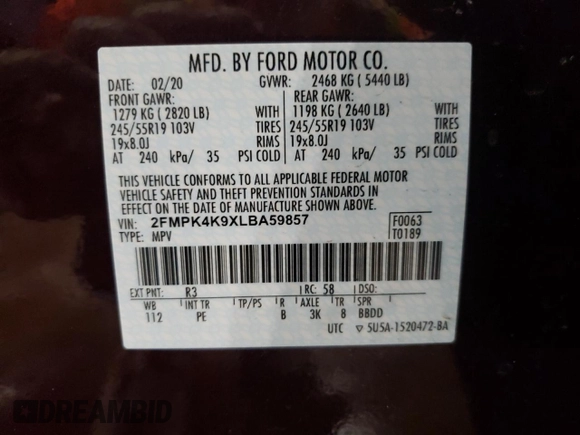 MFD. BY FORD MOTOR CO.
DATE: 02/20 GVWR: 2468 KG ( 5440 LB)
FRONT GAWR: REAR GAWR:
1279 KG ( 2820 LB) WITH 1198 KG ( 2640 LB) WITH
245/55R19 103V TIRES 245/55R19 103V TIRES
19x8.0J RIMS 19x8.0J RIMS
AT 240 kPa/ 35 PSI COLD AT 240 kPa/ 35 PSI COLD
THIS VEHICLE CONFORMS TO ALL APPLICABLE FEDERAL MOTOR
VEHICLE SAFETY AND THEFT PREVENTION STANDARDS IN
EFFECT ON THE DATE OF MANUFACTURE SHOWN ABOVE.
VIN: 2FMPK4K9XLBA59857 F0063
TYPE: MPV T0189
EXT PNT: R3 RC: 58 DSO:
WB INT TR TP/PS R AXLE TR SPR
112 PE B 3K 8 BBDD
UTC 5U5A-1520472-BA
DREAMBID